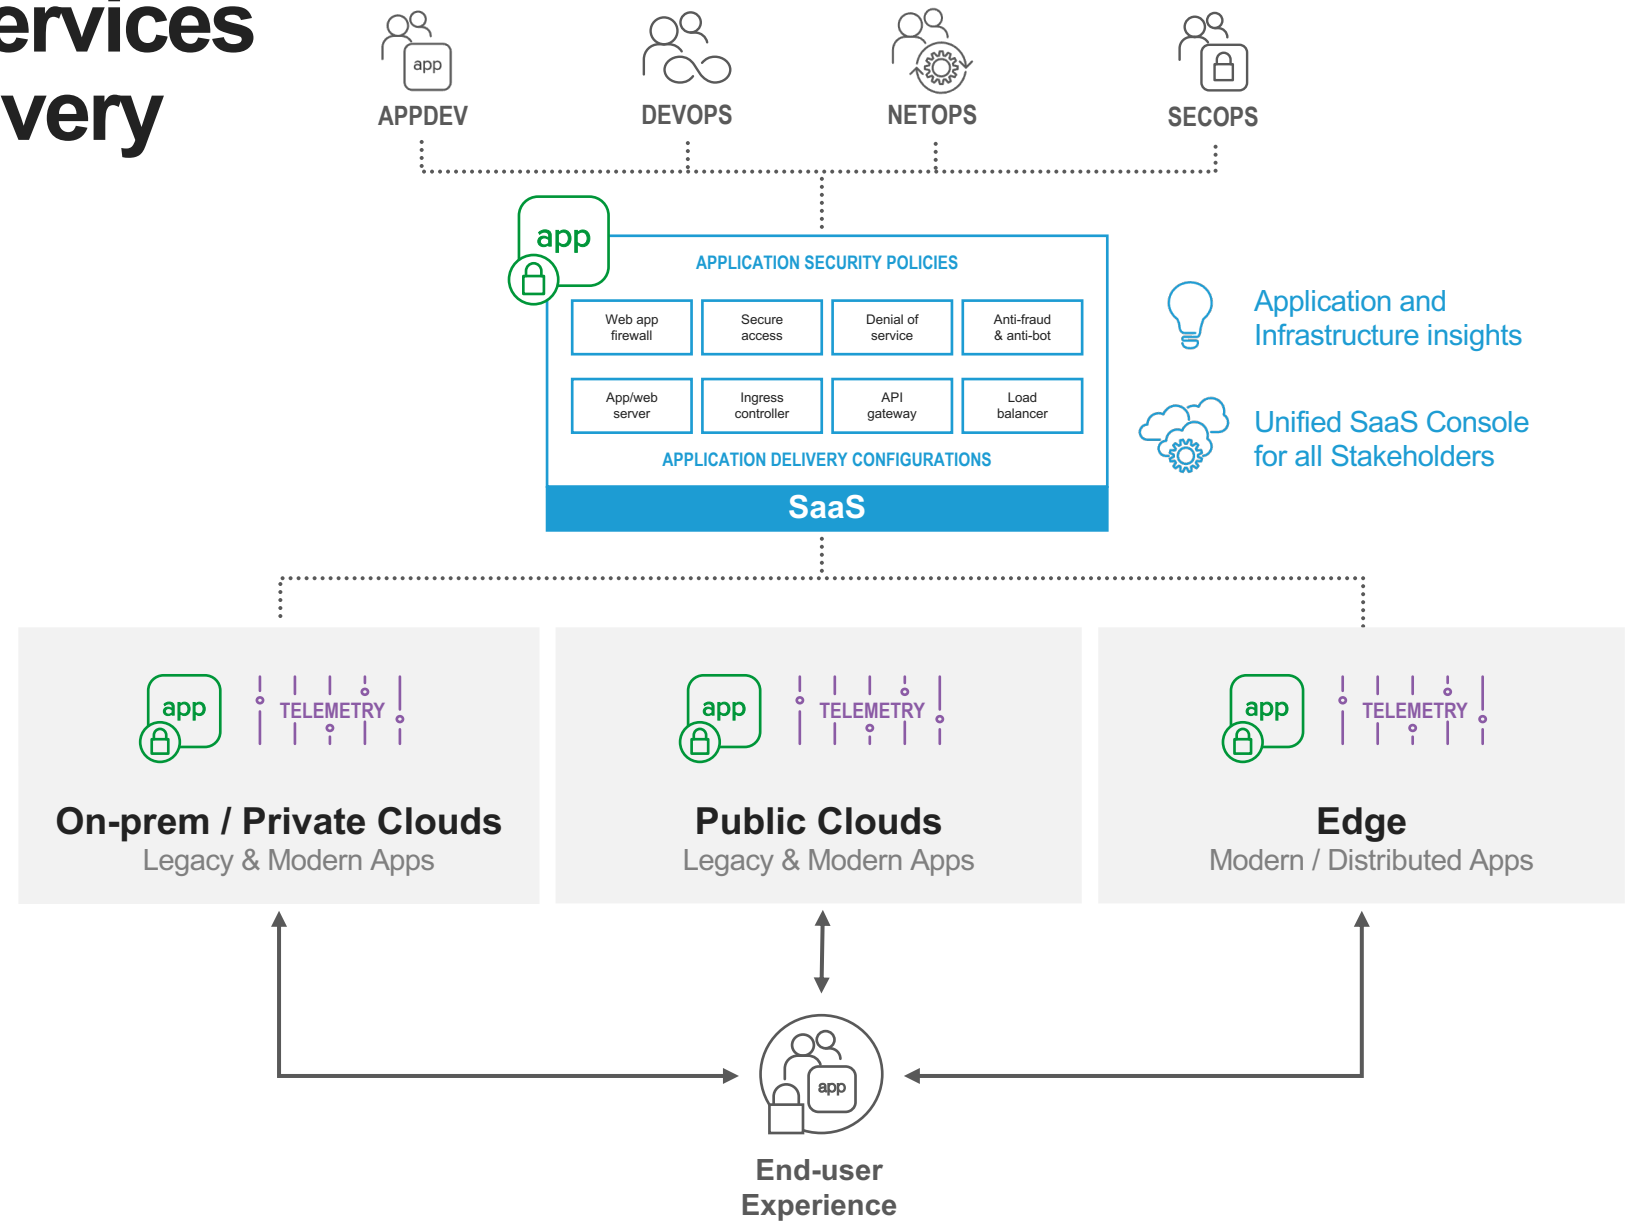 ervices
very
app
APPDEV
DEVOPS
NETOPS
SECOPS
app
APPLICATION SECURITY POLICIES
Web app
firewall
Secure
access
Denial of
service
Anti-fraud
& anti-bot
App/web
server
Ingress
controller
API
gateway
Load
balancer
APPLICATION DELIVERY CONFIGURATIONS
SaaS
Application and
Infrastructure insights
Unified SaaS Console
for all Stakeholders
app
TELEMETRY
On-prem / Private Clouds
Legacy & Modern Apps
app
TELEMETRY
Public Clouds
Legacy & Modern Apps
app
TELEMETRY
Edge
Modern / Distributed Apps
app
End-user
Experience